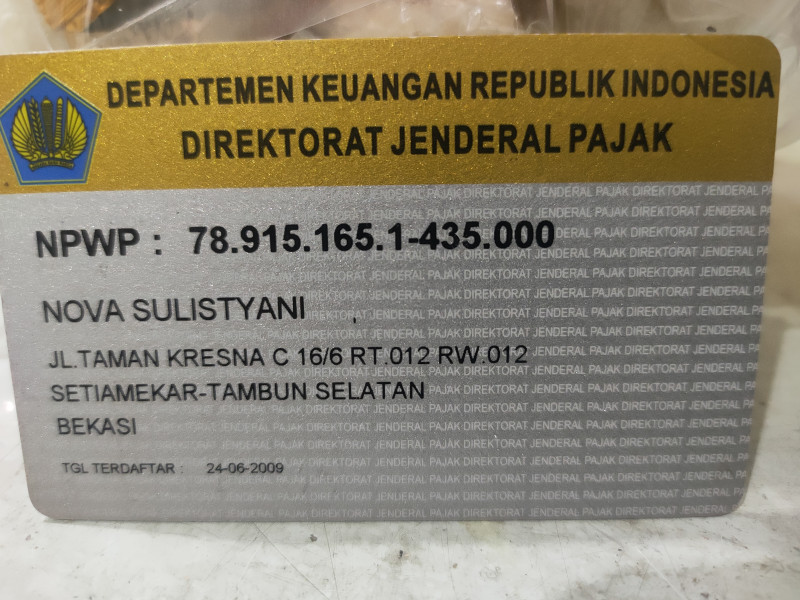 DEPARTEMEN KEUANGAN REPUBLIK INDONESIA
DIREKTORAT JENDERAL PAJAK
NPWP : 78.915.165.1-435.000
NOVA SULISTYANI
JL.TAMAN KRESNA C 16/6 RT.012 RW.012
SETIAMEKAR-TAMBUN SELATAN
BEKASI
TGL TERDAFTAR : 24-06-2009